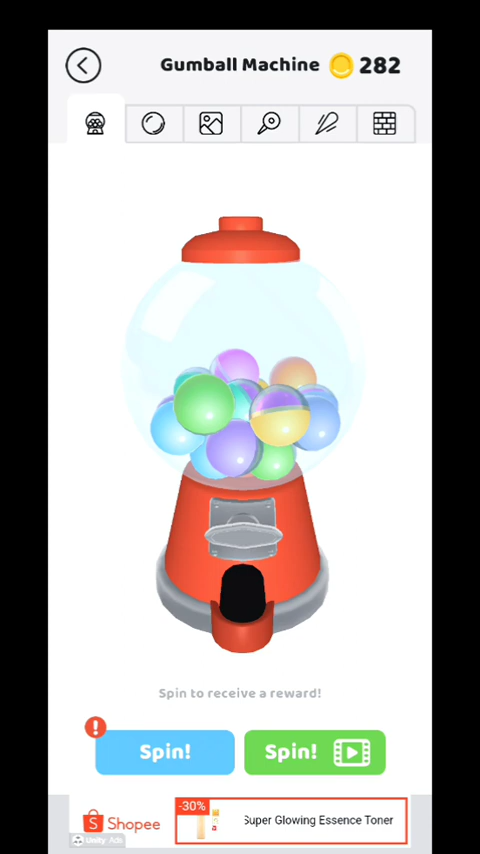 Gumball Machine 282
Spin to receive a reward!
!
Spin! Spin!
S Shopee
-30%
Super Glowing Essence Toner
Unity Ads